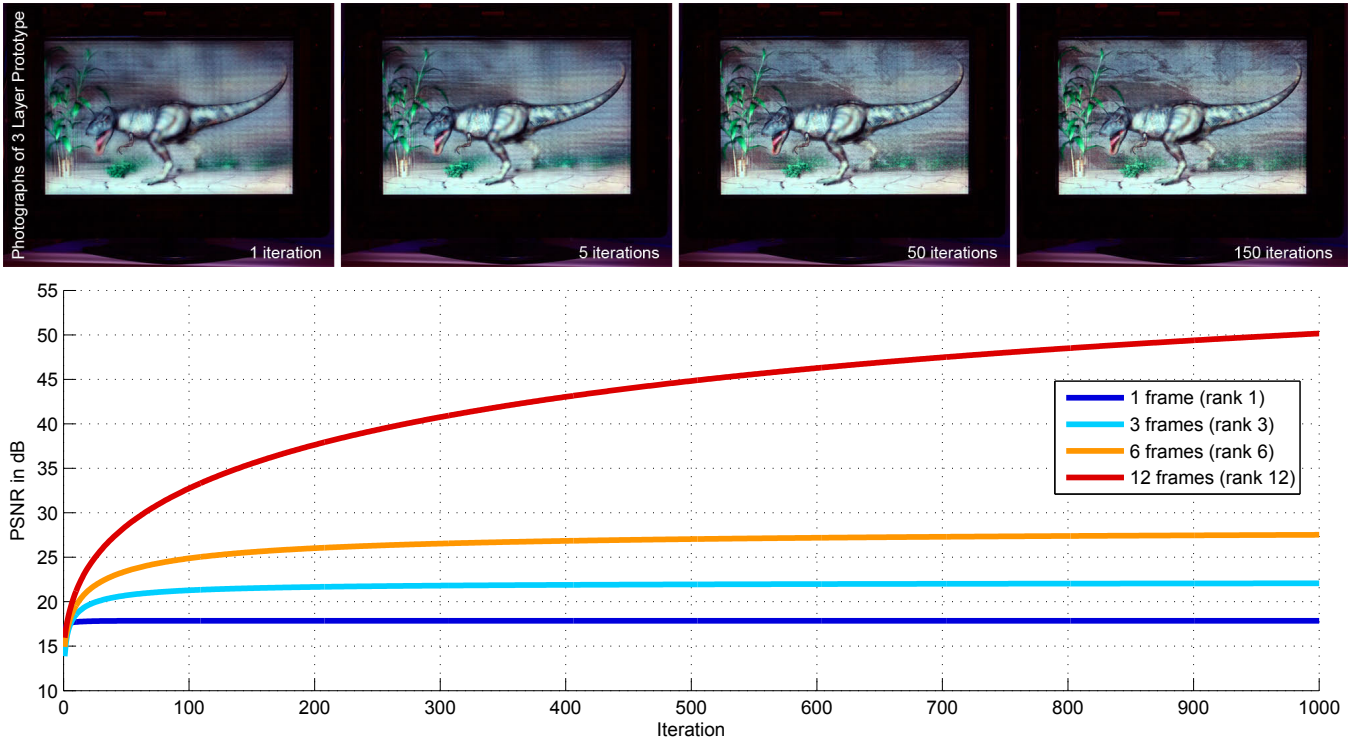 Photographs of 3 Layer Prototype
1 iteration
5 iterations
50 iterations
150 iterations
55
50
45
40
35
30
25
20
15
10
PSNR in dB
1 frame (rank 1)
3 frames (rank 3)
6 frames (rank 6)
12 frames (rank 12)
0 100 200 300 400 500 600 700 800 900 1000
Iteration